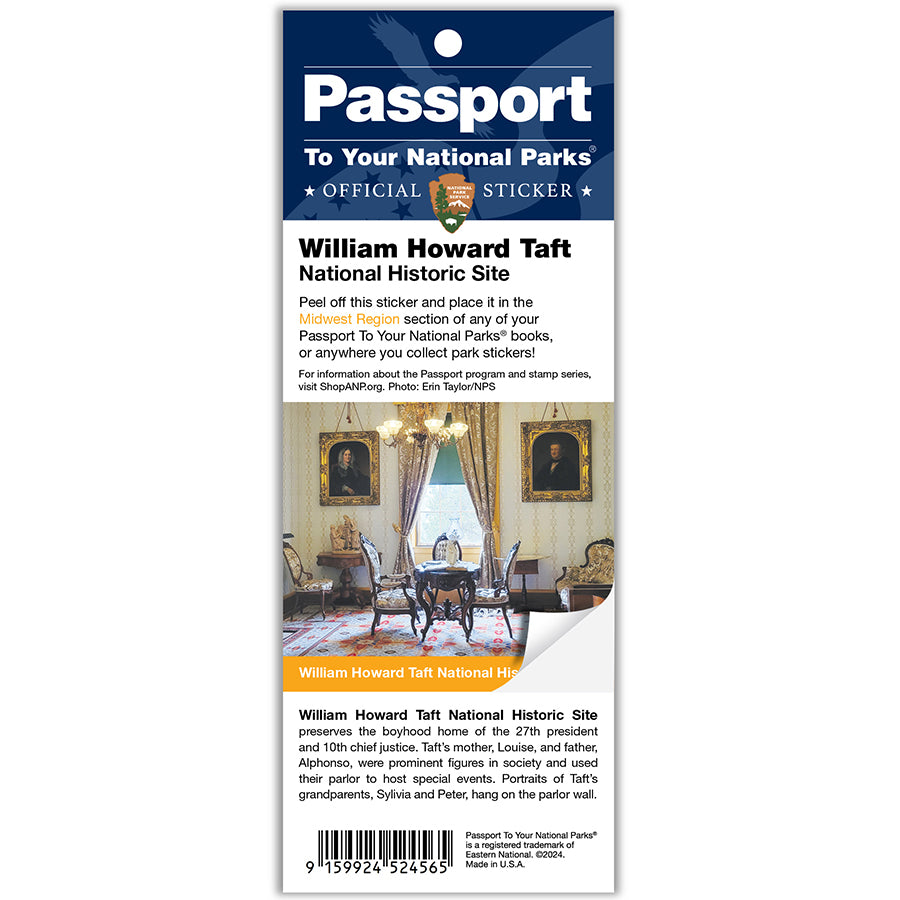 Passport
To Your National Parks®
★ OFFICIAL STICKER ★
NATIONAL
PARK
SERVICE
William Howard Taft
National Historic Site
Peel off this sticker and place it in the
Midwest Region section of any of your
Passport To Your National Parks® books,
or anywhere you collect park stickers!
For information about the Passport program and stamp series,
visit ShopANP.org. Photo: Erin Taylor/NPS
William Howard Taft National His
William Howard Taft National Historic Site
preserves the boyhood home of the 27th president
and 10th chief justice. Taft's mother, Louise, and father,
Alphonso, were prominent figures in society and used
their parlor to host special events. Portraits of Taft's
grandparents, Sylivia and Peter, hang on the parlor wall.
9 159924 524565
Passport To Your National Parks®
is a registered trademark of
Eastern National. ©2024.
Made in U.S.A.